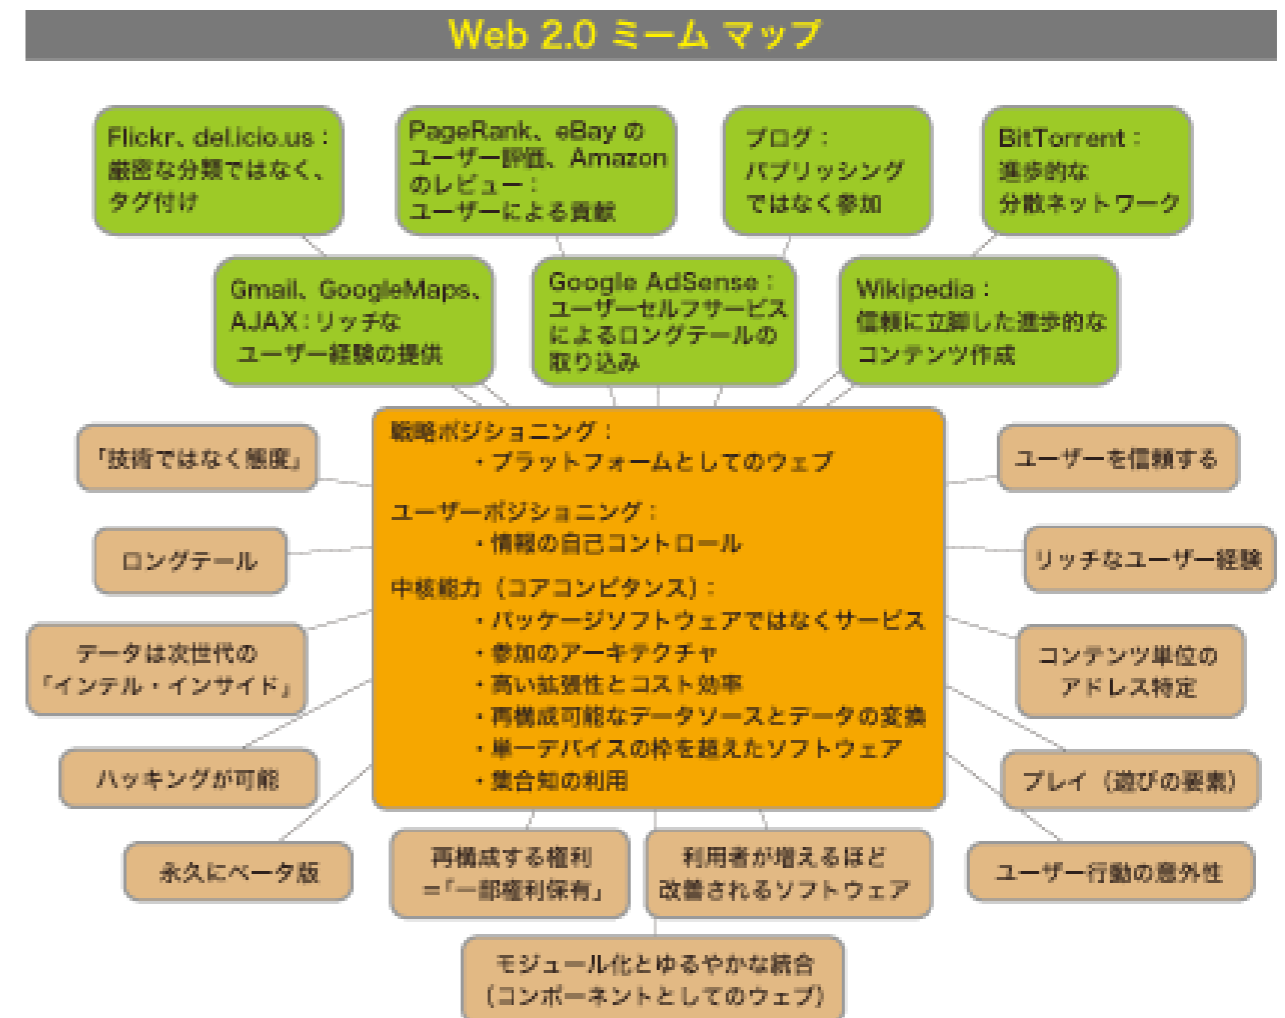 Web 2.0 ミーム マップ
Flickr、del.icio.us：
厳密な分類ではなく、
タグ付け
PageRank、eBay の
ユーザー評価、Amazon
のレビュー：
ユーザーによる貢献
ブログ：
パブリッシング
ではなく参加
BitTorrent：
進歩的な
分散ネットワーク
Gmail、GoogleMaps、
AJAX：リッチな
ユーザー経験の提供
Google AdSense：
ユーザーセルフサービス
によるロングテールの
取り込み
Wikipedia：
信頼に立脚した進歩的な
コンテンツ作成
戦略ポジショニング：
・プラットフォームとしてのウェブ
ユーザーポジショニング：
・情報の自己コントロール
中核能力（コアコンピタンス）：
・パッケージソフトウェアではなくサービス
・参加のアーキテクチャ
・高い拡張性とコスト効率
・再構成可能なデータソースとデータの変換
・単一デバイスの枠を超えたソフトウェア
・集合知の利用
「技術ではなく態度」
ロングテール
データは次世代の
「インテル・インサイド」
ハッキングが可能
永久にベータ版
ユーザーを信頼する
リッチなユーザー経験
コンテンツ単位の
アドレス特定
プレイ（遊びの要素）
ユーザー行動の意外性
再構成する権利
＝「一部権利保有」
利用者が増えるほど
改善されるソフトウェア
モジュール化とゆるやかな統合
（コンポーネントとしてのウェブ）